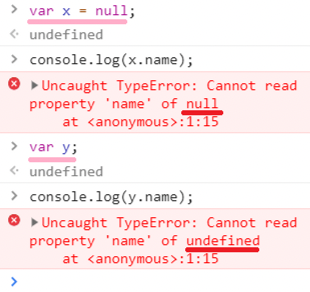 > var x = null;
< undefined
> console.log(x.name);
Uncaught TypeError: Cannot read
property 'name' of null
at <anonymous>:1:15
> var y;
< undefined
> console.log(y.name);
Uncaught TypeError: Cannot read
property 'name' of undefined
at <anonymous>:1:15
>